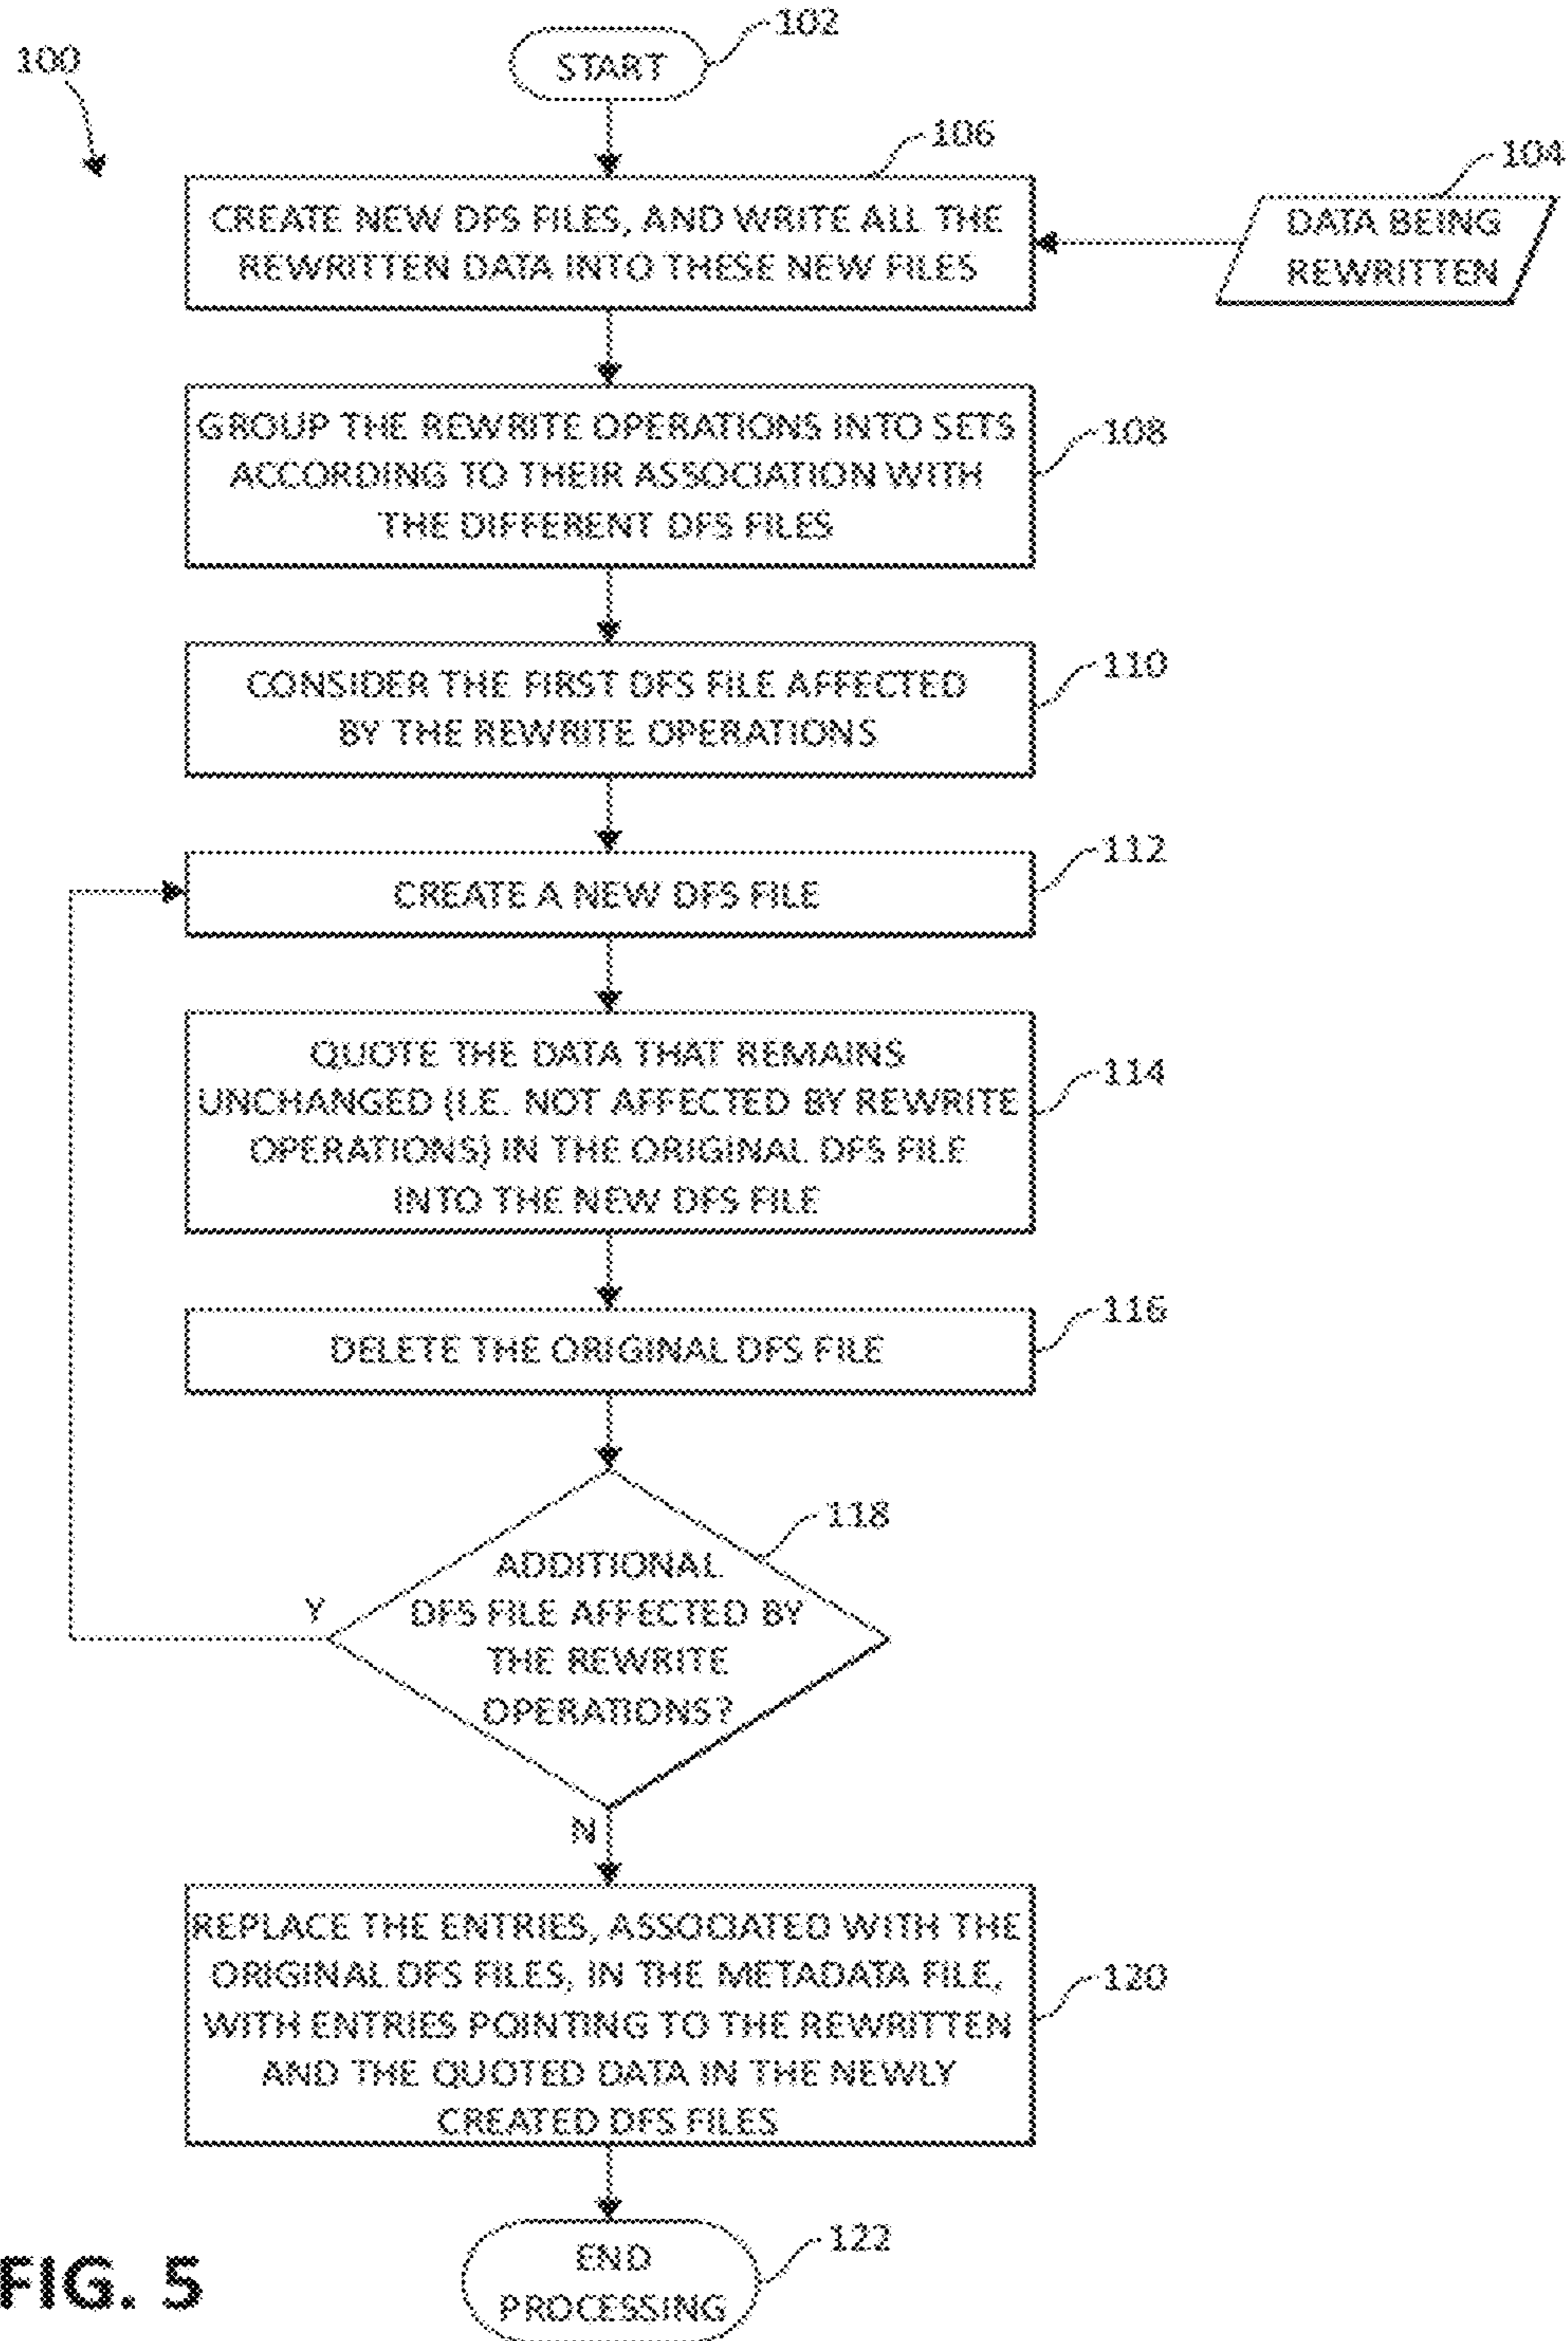 100
102
START
106
104
CREATE NEW DFS FILES, AND WRITE ALL THE
REWRITTEN DATA INTO THESE NEW FILES
DATA BEING
REWRITTEN
GROUP THE REWRITE OPERATIONS INTO SETS
ACCORDING TO THEIR ASSOCIATION WITH
THE DIFFERENT DFS FILES
108
CONSIDER THE FIRST DFS FILE AFFECTED
BY THE REWRITE OPERATIONS
110
CREATE A NEW DFS FILE
112
QUOTE THE DATA THAT REMAINS
UNCHANGED (I.E. NOT AFFECTED BY REWRITE
OPERATIONS) IN THE ORIGINAL DFS FILE
INTO THE NEW DFS FILE
114
DELETE THE ORIGINAL DFS FILE
116
118
ADDITIONAL
DFS FILE AFFECTED BY
THE REWRITE
OPERATIONS?
Y
N
REPLACE THE ENTRIES, ASSOCIATED WITH THE
ORIGINAL DFS FILES, IN THE METADATA FILE,
WITH ENTRIES POINTING TO THE REWRITTEN
AND THE QUOTED DATA IN THE NEWLY
CREATED DFS FILES
120
END
PROCESSING
122
FIG. 5